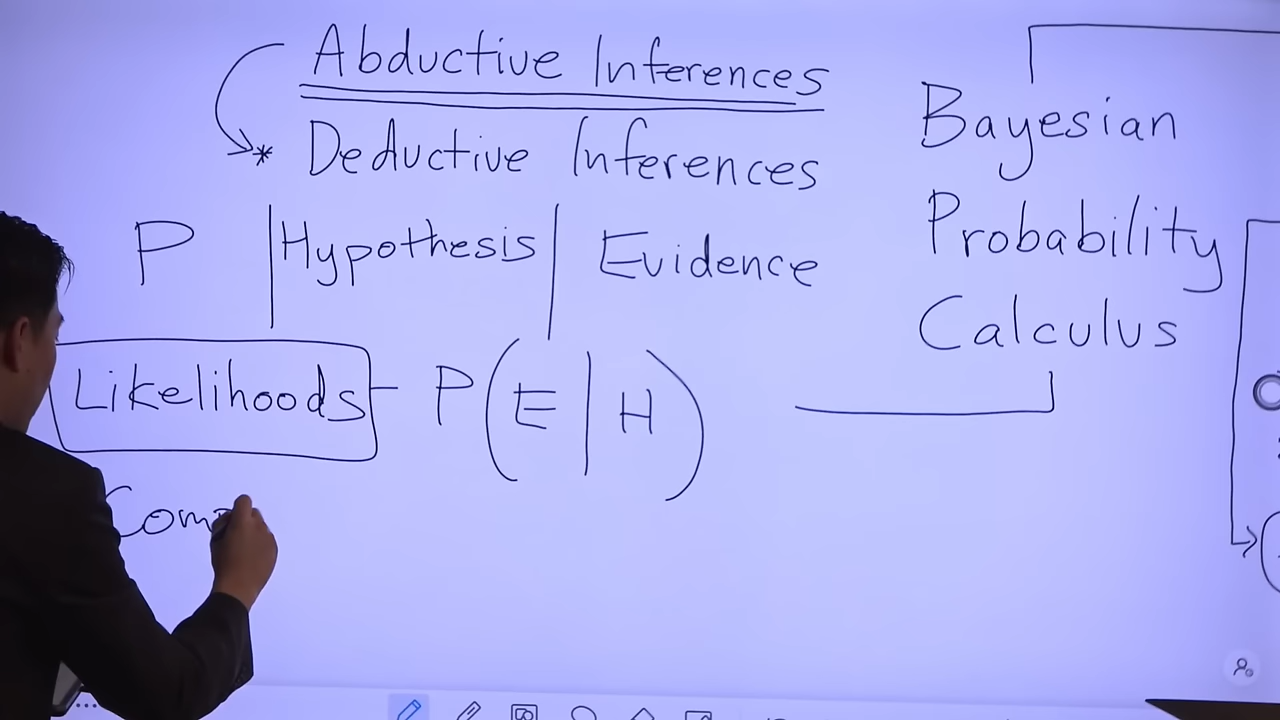 Abductive Inferences
* Deductive Inferences
P | Hypothesis | Evidence
Likelihoods - P(E | H)
Bayesian
Probability
Calculus